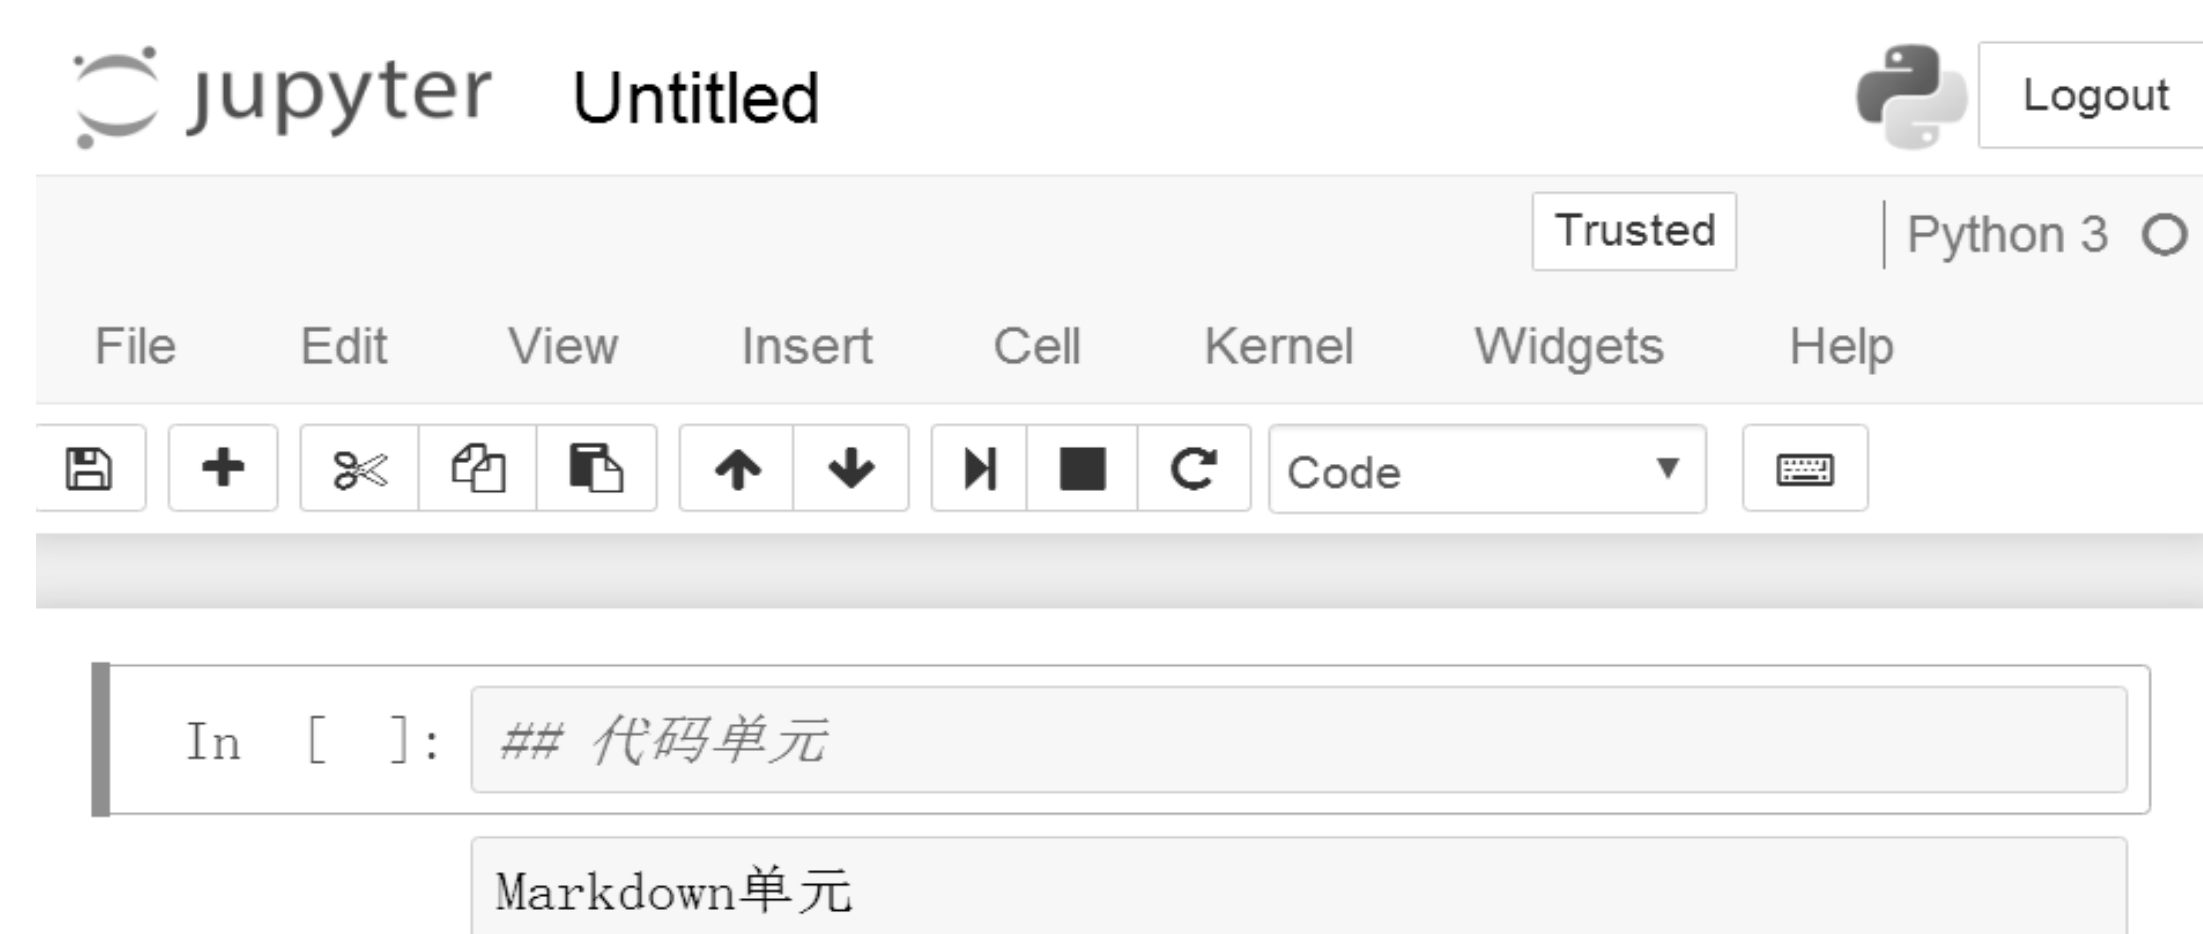 jupyter Untitled Logout
Trusted Python 3
File Edit View Insert Cell Kernel Widgets Help
Code
In [ ]: ## 代码单元
Markdown单元